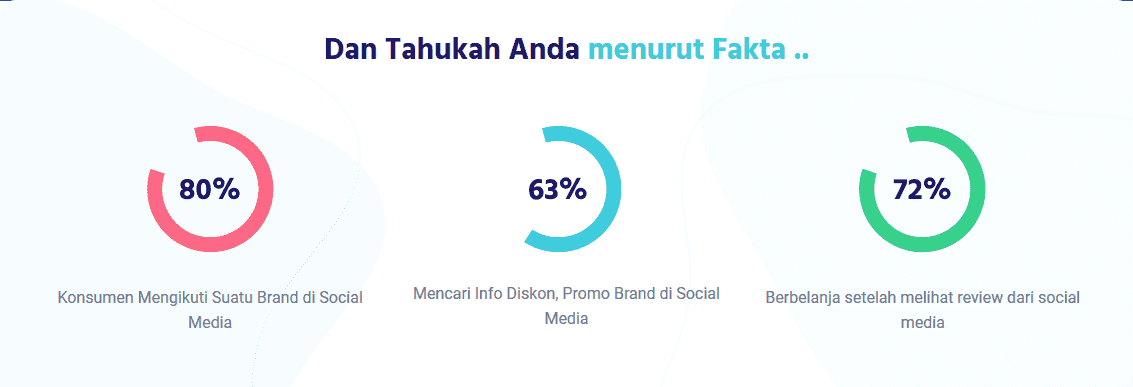 Dan Tahukah Anda menurut Fakta ..
80%
Konsumen Mengikuti Suatu Brand di Social
Media
63%
Mencari Info Diskon, Promo Brand di Social
Media
72%
Berbelanja setelah melihat review dari social
media